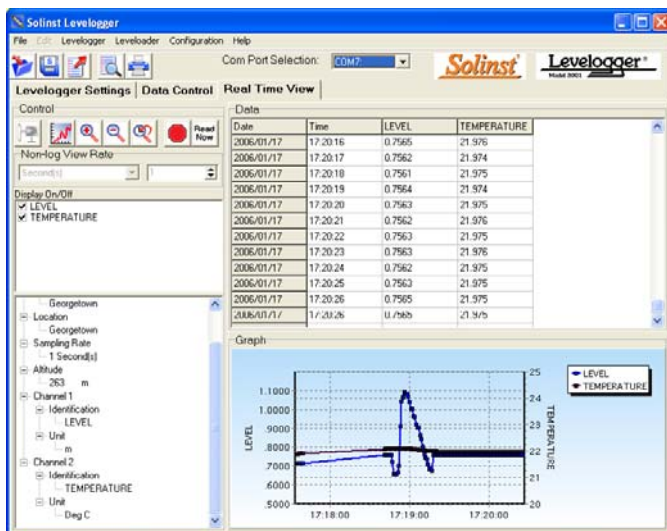 Solinst Levelogger
File Edit Levelogger Leveloader Configuration Help
Com Port Selection: COM7:
Solinst®
Levelogger®
Model 3001
Levelogger Settings Data Control Real Time View
Control
Read Now
Non-log View Rate
Second(s) 1
Display On/Off
LEVEL
TEMPERATURE
Georgetown
Location
Georgetown
Sampling Rate
1 Second(s)
Altitude
263 m
Channel 1
Identification
LEVEL
Unit
m
Channel 2
Identification
TEMPERATURE
Unit
Deg C
Data
Date Time LEVEL TEMPERATURE
2006/01/17 17:20:16 0.7565 21.976
2006/01/17 17:20:17 0.7562 21.974
2006/01/17 17:20:18 0.7561 21.975
2006/01/17 17:20:19 0.7564 21.974
2006/01/17 17:20:20 0.7563 21.975
2006/01/17 17:20:21 0.7562 21.976
2006/01/17 17:20:22 0.7563 21.975
2006/01/17 17:20:23 0.7563 21.976
2006/01/17 17:20:24 0.7562 21.975
2006/01/17 17:20:25 0.7563 21.975
2006/01/17 17:20:26 0.7565 21.975
2006/01/17 17:20:26 0.7565 21.975
Graph
LEVEL
1.1000
1.0000
.9000
.8000
.7000
.6000
.5000
17:18:00 17:19:00 17:20:00
25
24
23
22
21
20
TEMPERATURE
LEVEL
TEMPERATURE